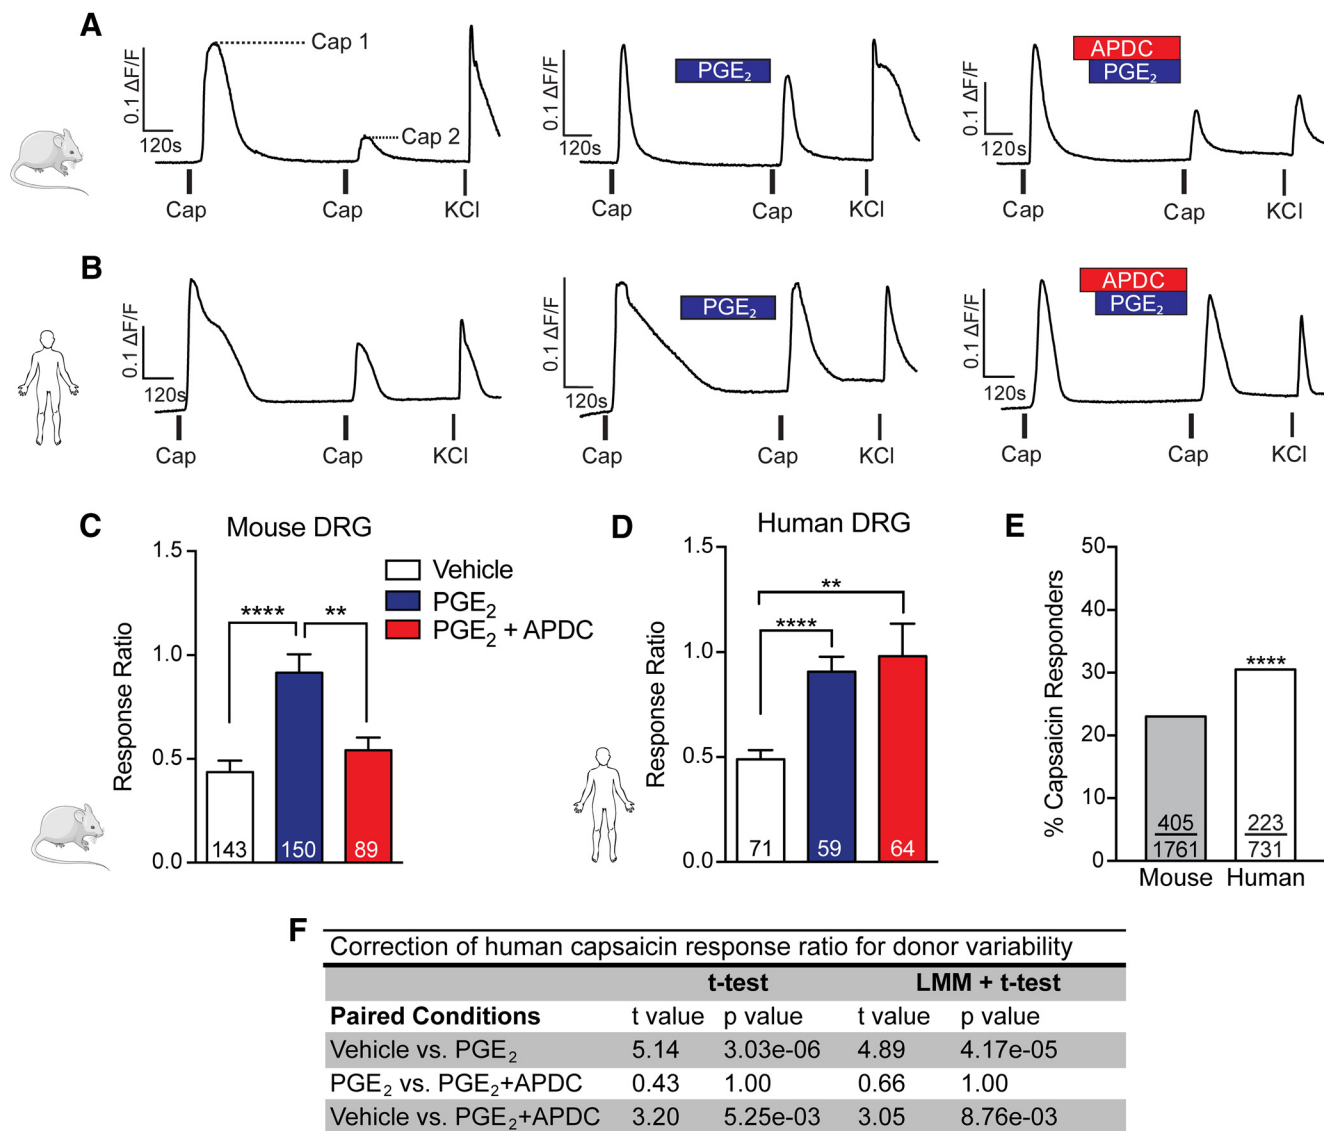 A
0.1 ΔF/F
120s
Cap 1
Cap 2
Cap
Cap
KCl
0.1 ΔF/F
120s
PGE₂
Cap
Cap
KCl
0.1 ΔF/F
120s
APDC
PGE₂
Cap
Cap
KCl
B
0.1 ΔF/F
120s
Cap
Cap
KCl
0.1 ΔF/F
120s
PGE₂
Cap
Cap
KCl
0.1 ΔF/F
120s
APDC
PGE₂
Cap
Cap
KCl
C
Mouse DRG
Response Ratio
1.5
1.0
0.5
0.0
****
**
143
150
89
Vehicle
PGE₂
PGE₂ + APDC
D
Human DRG
Response Ratio
1.5
1.0
0.5
0.0
**
****
71
59
64
E
% Capsaicin Responders
50
40
30
20
10
0
****
405
1761
223
731
Mouse Human
F
Correction of human capsaicin response ratio for donor variability
t-test LMM + t-test
Paired Conditions t value p value t value p value
Vehicle vs. PGE₂ 5.14 3.03e-06 4.89 4.17e-05
PGE₂ vs. PGE₂+APDC 0.43 1.00 0.66 1.00
Vehicle vs. PGE₂+APDC 3.20 5.25e-03 3.05 8.76e-03